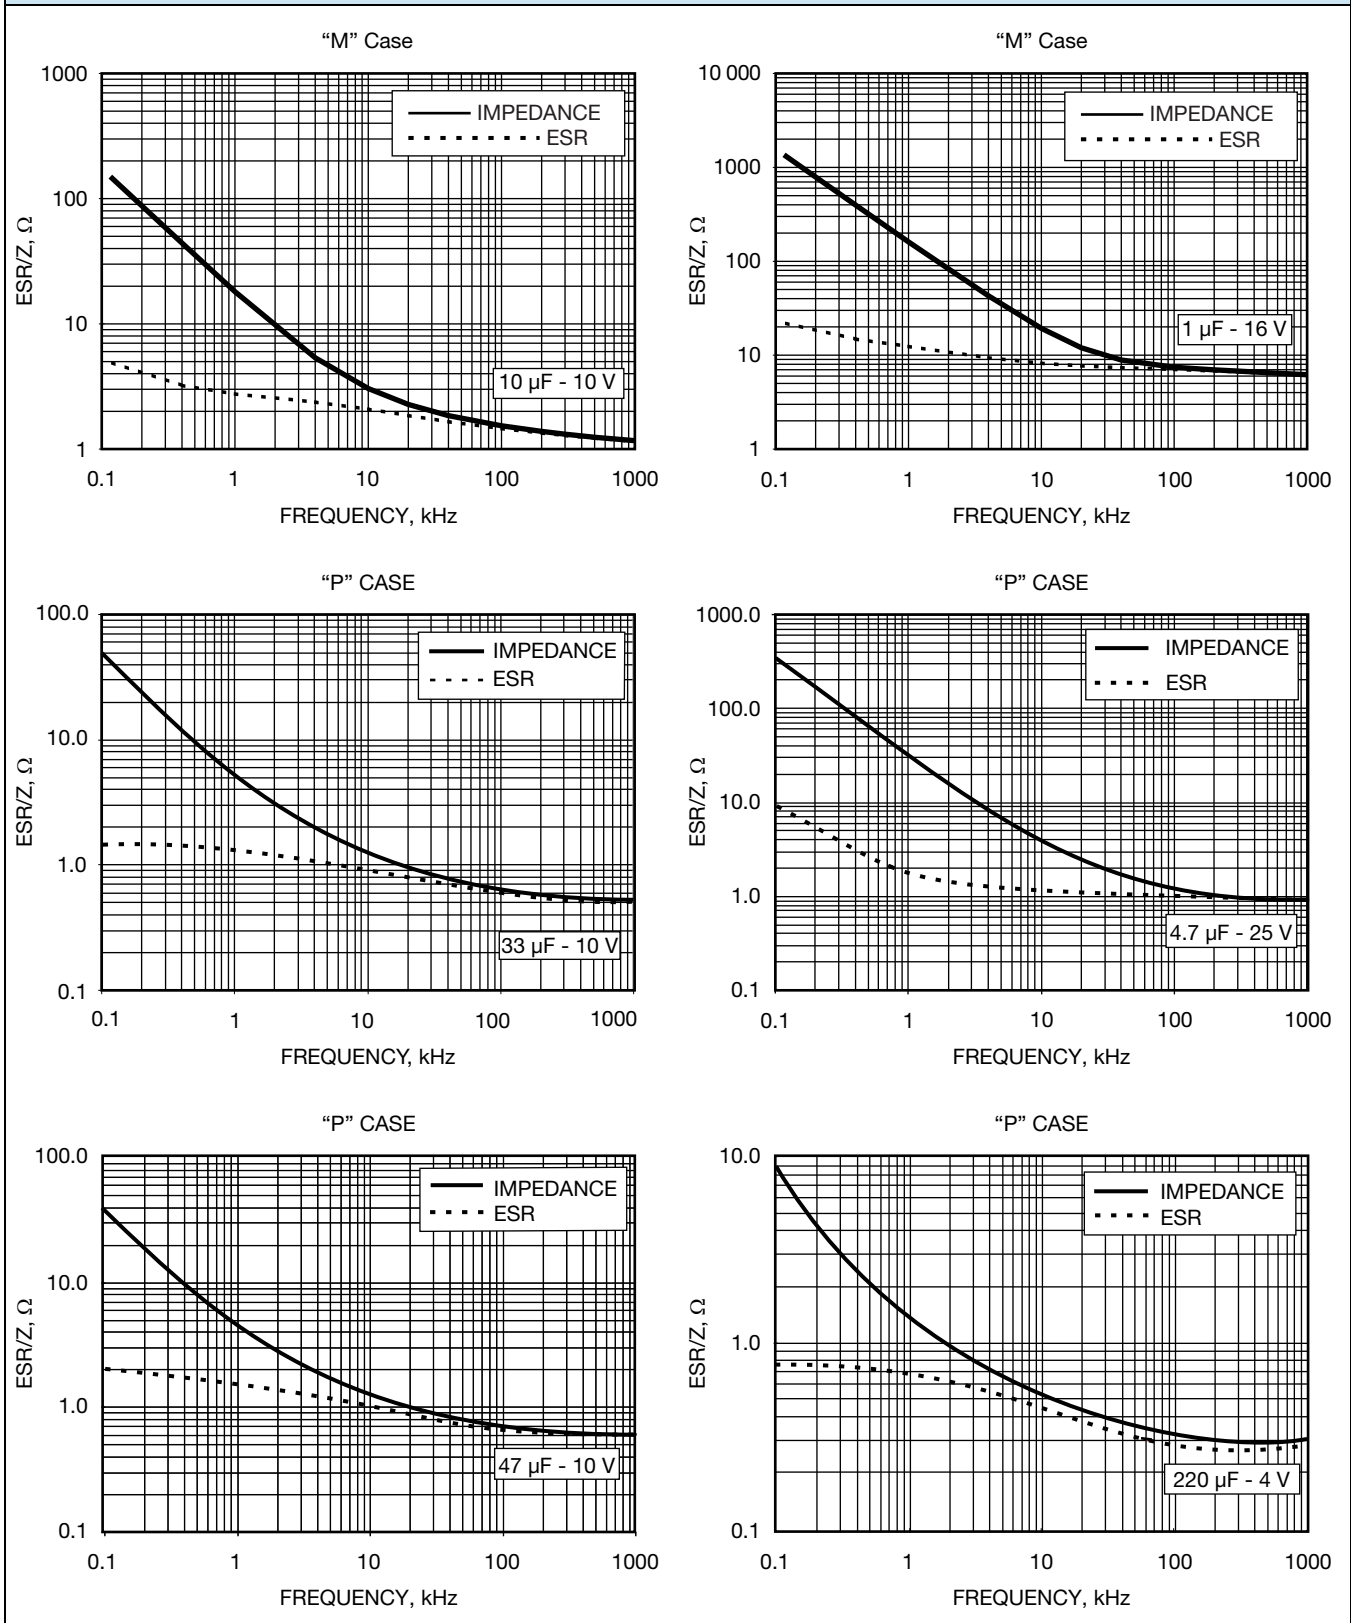 “M” Case
1000
100
10
1
ESR/Z, Ω
IMPEDANCE
ESR
10 µF - 10 V
0.1 1 10 100 1000
FREQUENCY, kHz
“M” Case
10 000
1000
100
10
1
ESR/Z, Ω
IMPEDANCE
ESR
1 µF - 16 V
0.1 1 10 100 1000
FREQUENCY, kHz
“P” CASE
100.0
10.0
1.0
0.1
ESR/Z, Ω
IMPEDANCE
ESR
33 µF - 10 V
0.1 1 10 100 1000
FREQUENCY, kHz
“P” CASE
1000.0
100.0
10.0
1.0
0.1
ESR/Z, Ω
IMPEDANCE
ESR
4.7 µF - 25 V
0.1 1 10 100 1000
FREQUENCY, kHz
“P” CASE
100.0
10.0
1.0
0.1
ESR/Z, Ω
IMPEDANCE
ESR
47 µF - 10 V
0.1 1 10 100 1000
FREQUENCY, kHz
“P” CASE
10.0
1.0
0.1
ESR/Z, Ω
IMPEDANCE
ESR
220 µF - 4 V
0.1 1 10 100 1000
FREQUENCY, kHz